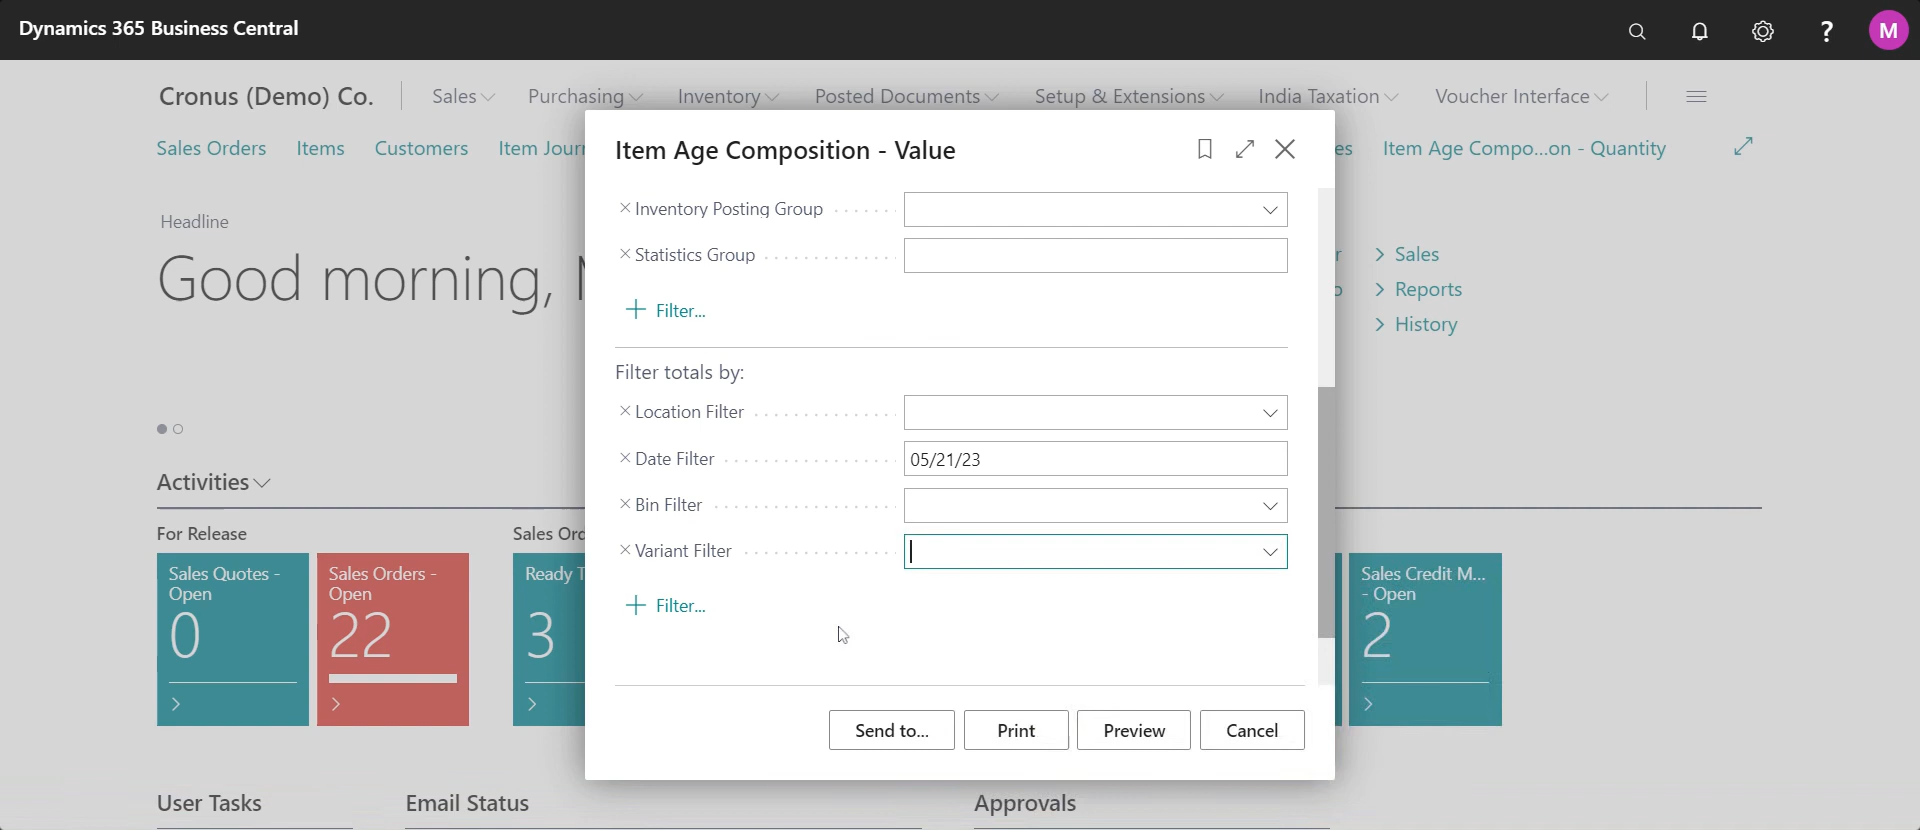 Dynamics 365 Business Central
M
Cronus (Demo) Co.
Sales
Purchasing
Inventory
Posted Documents
Setup & Extensions
India Taxation
Voucher Interface
Sales Orders
Items
Customers
Item Jour
es
Item Age Compo...on - Quantity
Item Age Composition - Value
Headline
Good morning,
Inventory Posting Group
Statistics Group
Filter...
Filter totals by:
Location Filter
Date Filter
05/21/23
Bin Filter
Variant Filter
Filter...
Send to...
Print
Preview
Cancel
r
Sales
o
Reports
History
Activities
For Release
Sales Ord
Sales Quotes -
Open
0
Sales Orders -
Open
22
Ready T
3
Sales Credit M...
- Open
2
User Tasks
Email Status
Approvals